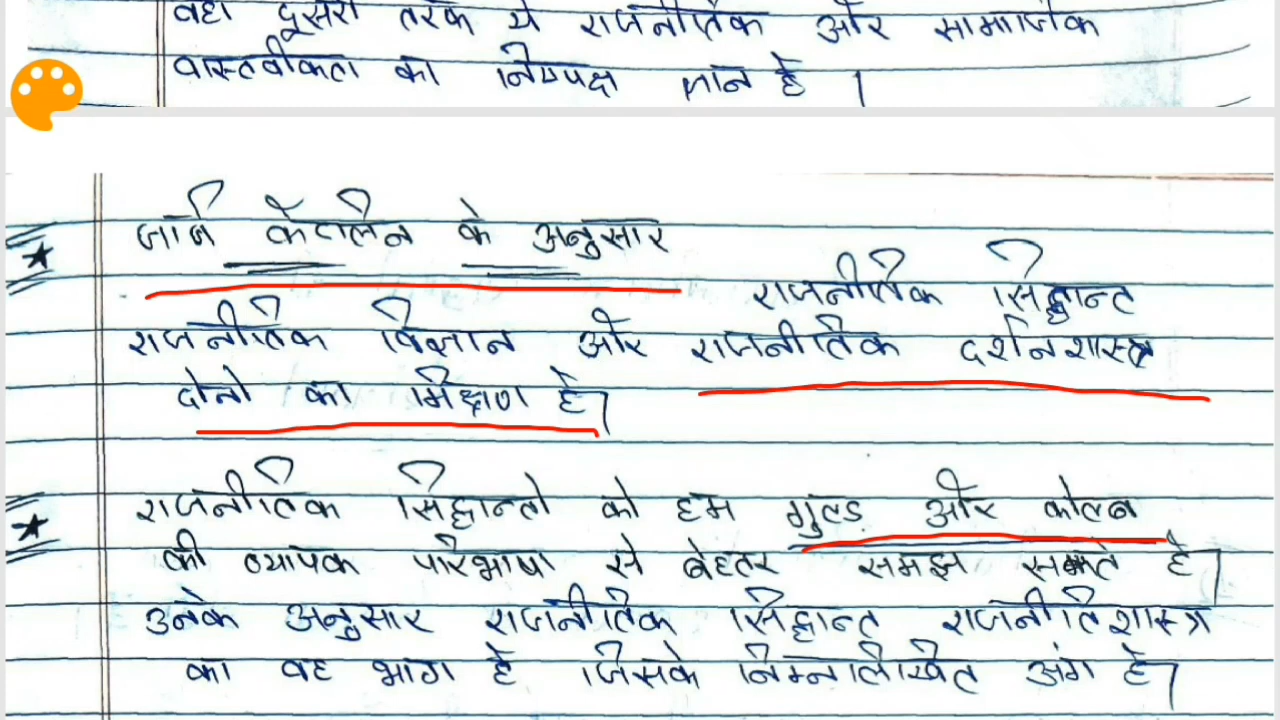 वहीं दूसरी तरफ ये राजनीतिक और सामाजिक
वास्तवीकता का निष्पक्ष ज्ञान है।
जार्ज केटलिन के अनुसार
राजनीतिक सिद्धान्त
राजनीतिक विज्ञान और राजनीतिक दर्शनशास्त्र
दोनो का मिश्रण है।
राजनीतिक सिद्धान्तो को हम गुल्ड और कोल्ब
की व्यापक परिभाषा से बेहतर समझ सकते है।
उनके अनुसार राजनीतिक सिद्धान्त राजनीतिशास्त्र
का वह भाग है जिसके निम्नलिखित अंग है।